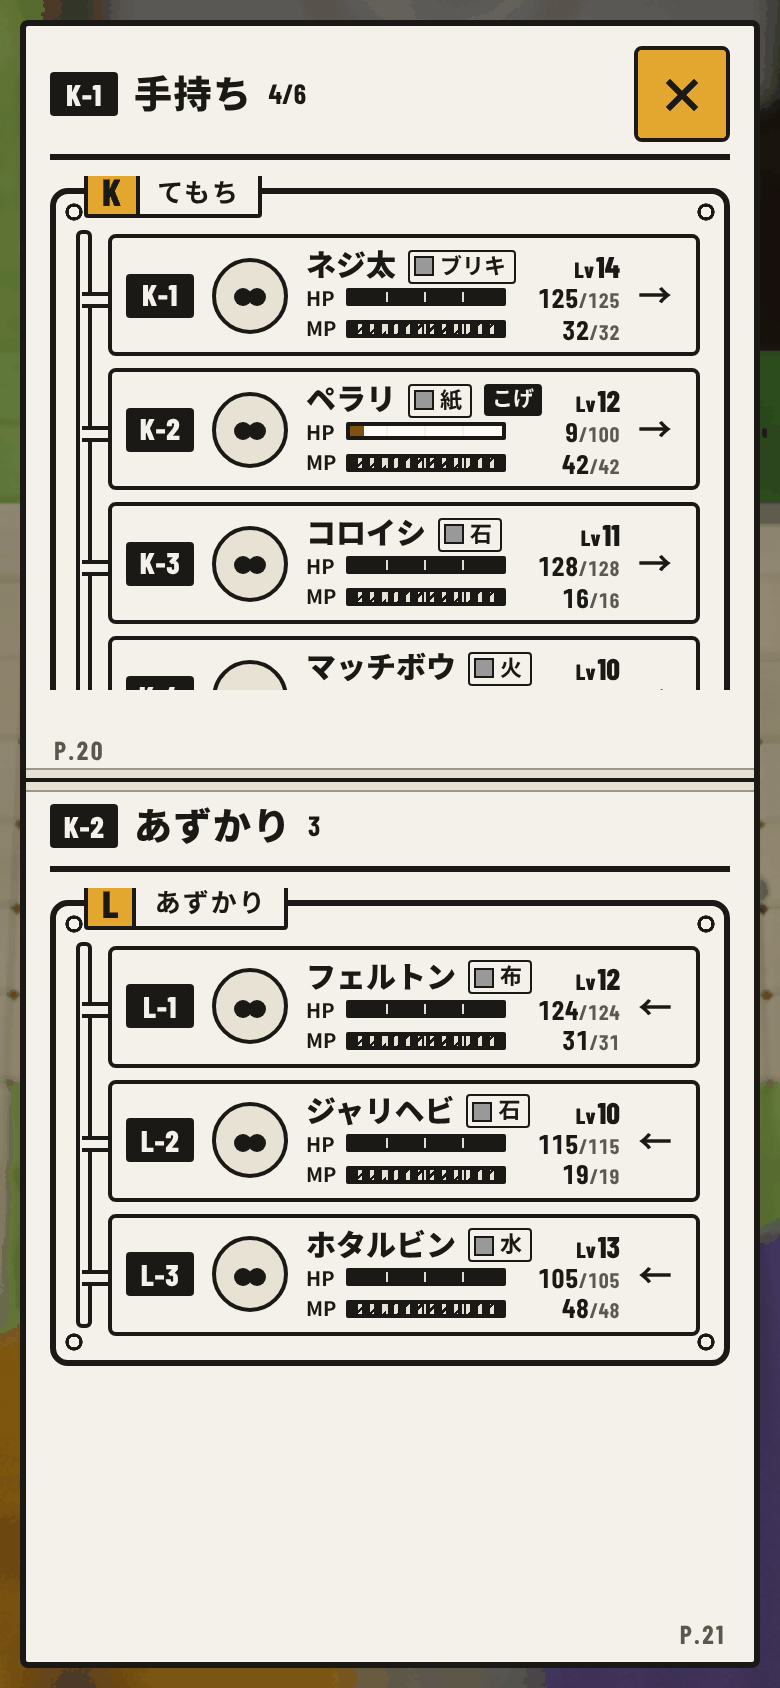 K-1 手持ち 4/6 ×
K てもち
K-1 ネジ太 ブリキ Lv14
HP 125/125 →
MP 32/32
K-2 ペラリ 紙 こげ Lv12
HP 9/100 →
MP 42/42
K-3 コロイシ 石 Lv11
HP 128/128 →
MP 16/16
マッチボウ 火 Lv10
P.20
K-2 あずかり 3
L あずかり
L-1 フェルトン 布 Lv12
HP 124/124 ←
MP 31/31
L-2 ジャリヘビ 石 Lv10
HP 115/115 ←
MP 19/19
L-3 ホタルビン 水 Lv13
HP 105/105 ←
MP 48/48
P.21